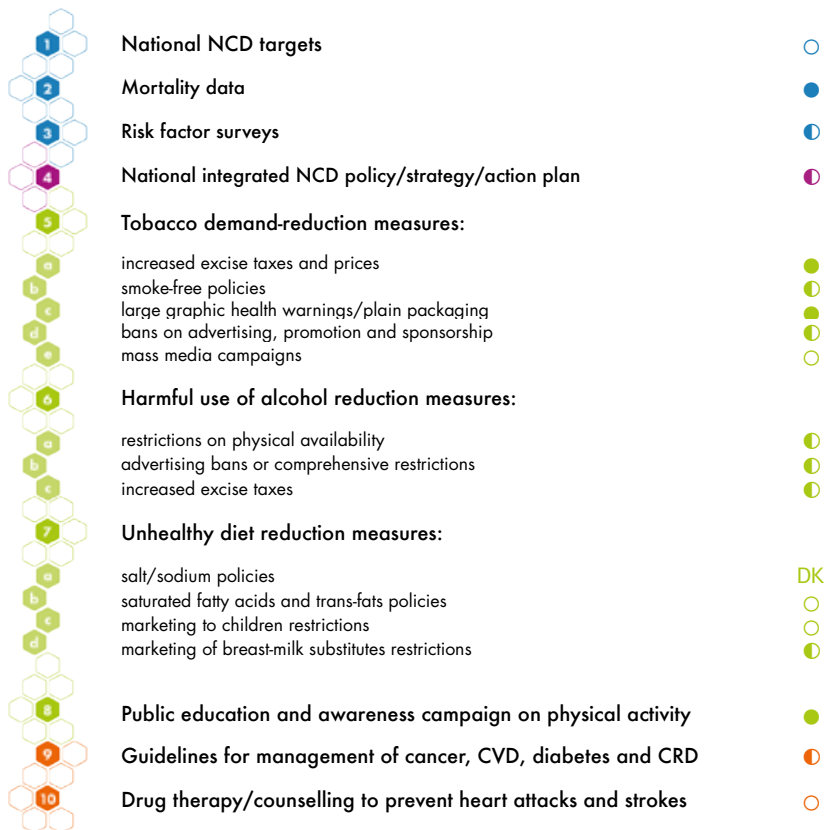 1 National NCD targets ○
2 Mortality data ●
3 Risk factor surveys ◐
4 National integrated NCD policy/strategy/action plan ◐
5 Tobacco demand-reduction measures:
a increased excise taxes and prices ●
b smoke-free policies ◐
c large graphic health warnings/plain packaging ●
d bans on advertising, promotion and sponsorship ◐
e mass media campaigns ○
6 Harmful use of alcohol reduction measures:
a restrictions on physical availability ◐
b advertising bans or comprehensive restrictions ◐
c increased excise taxes ◐
7 Unhealthy diet reduction measures:
a salt/sodium policies DK
b saturated fatty acids and trans-fats policies ○
c marketing to children restrictions ○
d marketing of breast-milk substitutes restrictions ◐
8 Public education and awareness campaign on physical activity ●
9 Guidelines for management of cancer, CVD, diabetes and CRD ◐
10 Drug therapy/counselling to prevent heart attacks and strokes ○